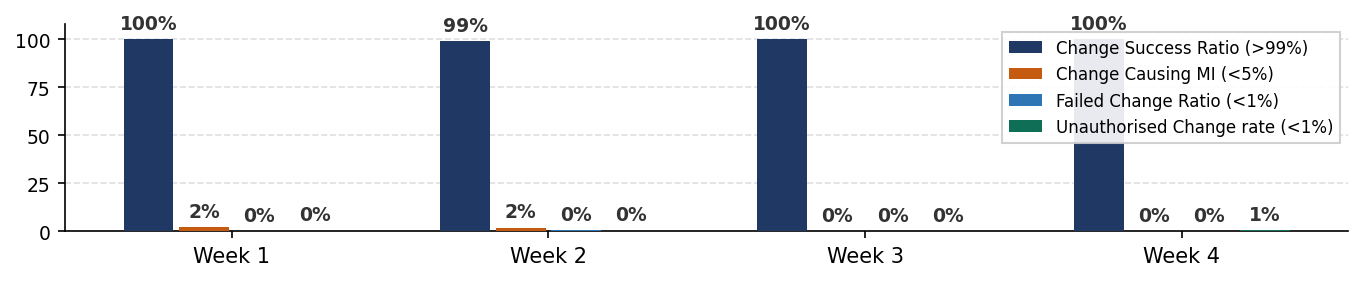 100% 99% 100% 100%
100
75
50
25
0
Change Success Ratio (>99%)
Change Causing MI (<5%)
Failed Change Ratio (<1%)
Unauthorised Change rate (<1%)
2% 0% 0% 2% 0% 0% 0% 0% 0% 0% 0% 1%
Week 1 Week 2 Week 3 Week 4